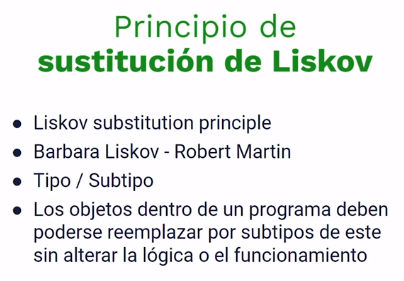 Principio de
sustitución de Liskov
● Liskov substitution principle
● Barbara Liskov - Robert Martin
● Tipo / Subtipo
● Los objetos dentro de un programa deben
poderse reemplazar por subtipos de este
sin alterar la lógica o el funcionamiento